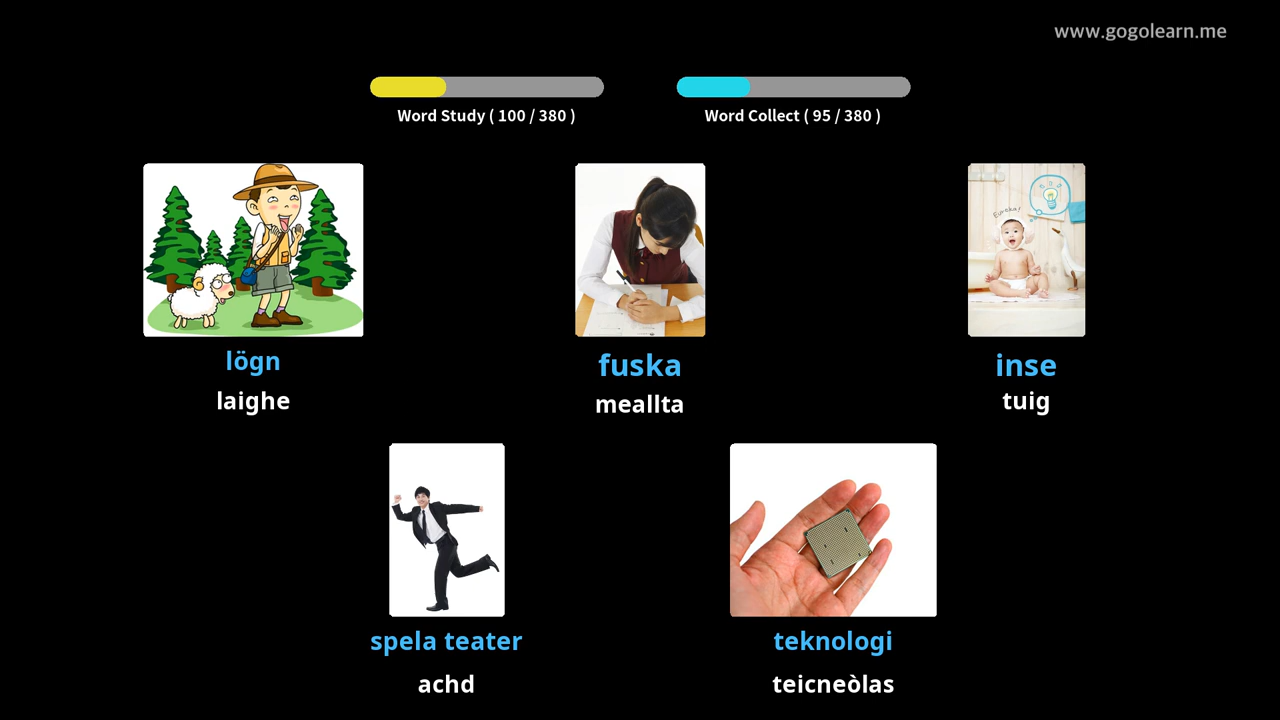 www.gogolearn.me
Word Study ( 100 / 380 )
Word Collect ( 95 / 380 )
Eureka!
lögn
laighe
fuska
meallta
inse
tuig
spela teater
achd
teknologi
teicneòlas